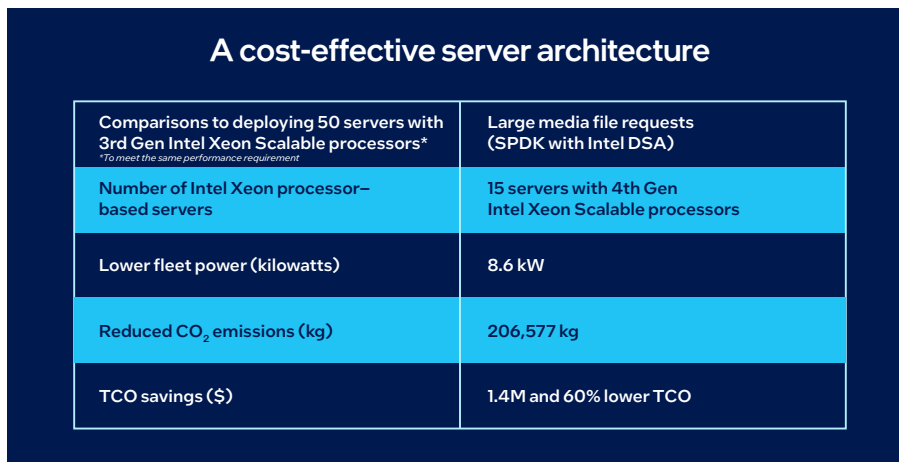 A cost-effective server architecture
Comparisons to deploying 50 servers with
3rd Gen Intel Xeon Scalable processors*
*To meet the same performance requirement
Large media file requests
(SPDK with Intel DSA)
Number of Intel Xeon processor–
based servers
15 servers with 4th Gen
Intel Xeon Scalable processors
Lower fleet power (kilowatts)
8.6 kW
Reduced CO₂ emissions (kg)
206,577 kg
TCO savings ($)
1.4M and 60% lower TCO